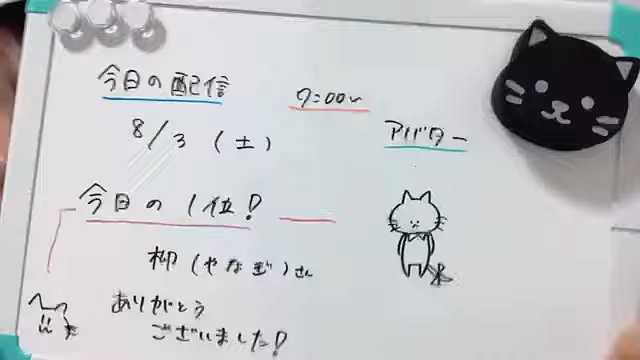 今日の配信
7:00〜
8/3 (土)
アバター
今日の1位!
柳(やなぎ)さん
ありがとう
ございました!